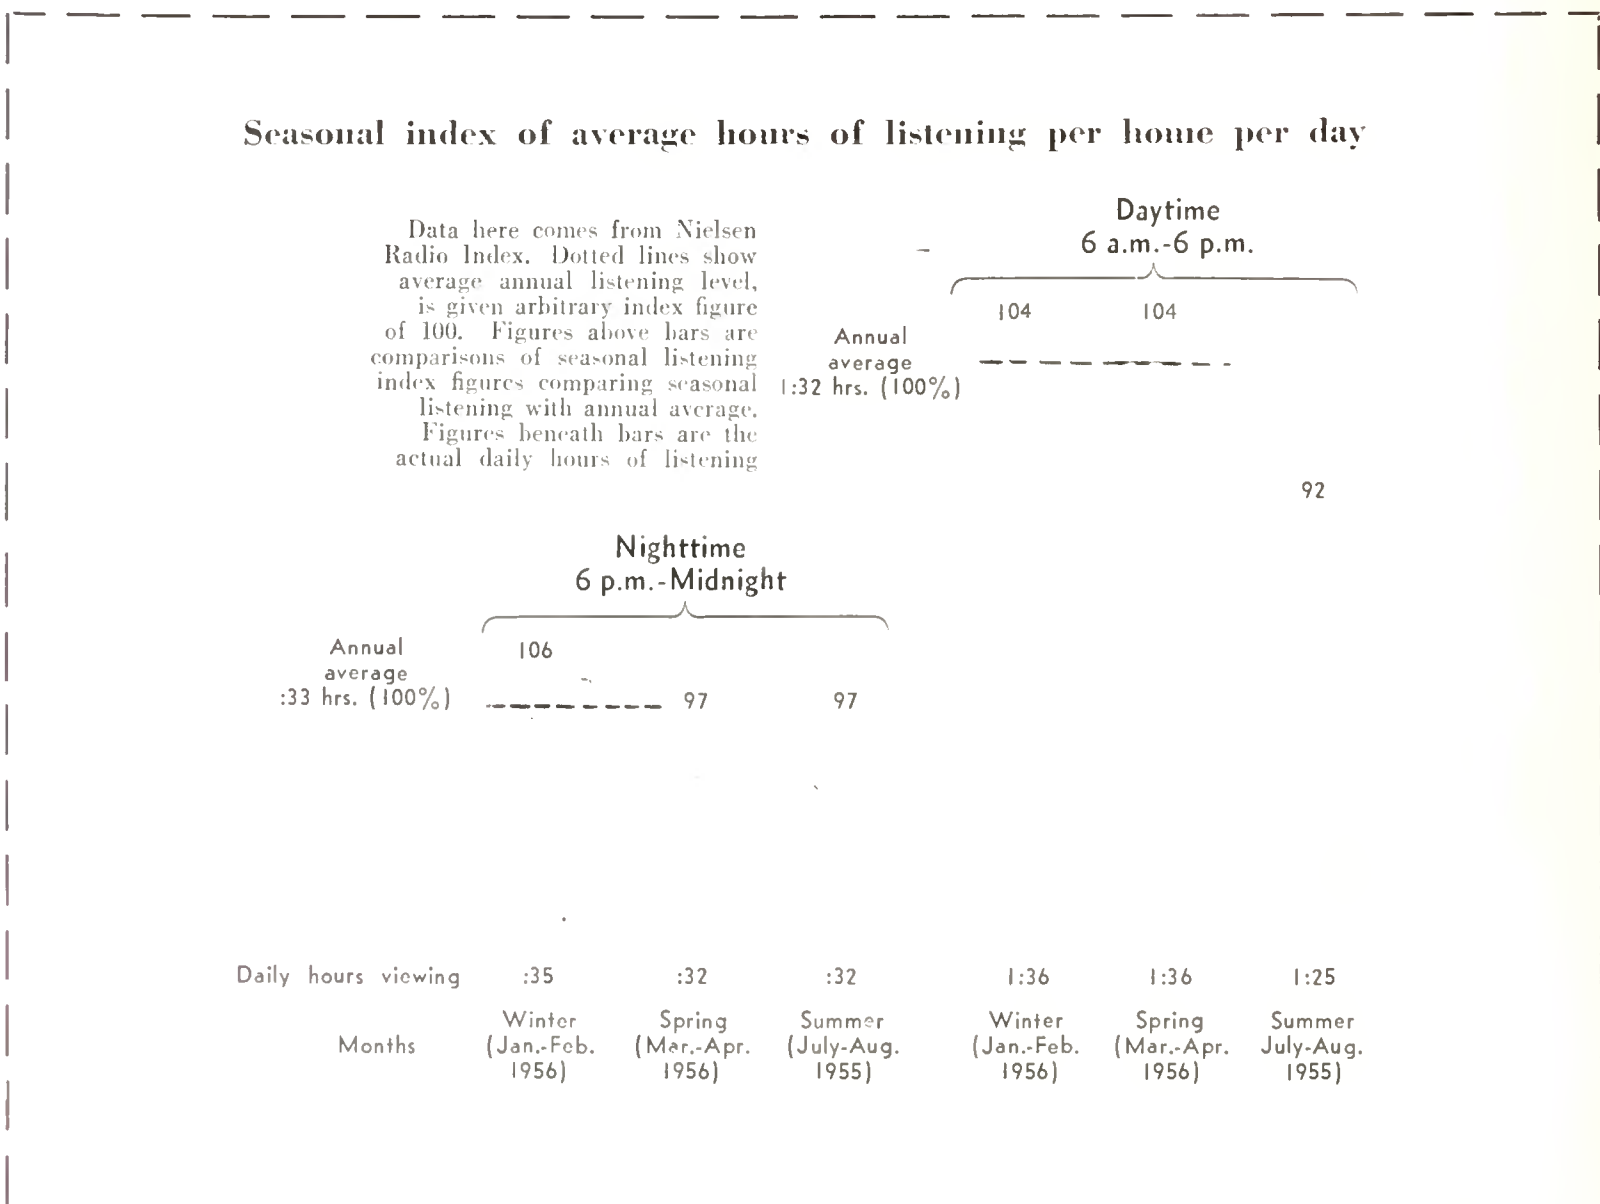 Seasonal index of average hours of listening per home per day
Data here comes from Nielsen
Radio Index. Dotted lines show
average annual listening level,
is given arbitrary index figure
of 100. Figures above bars are
comparisons of seasonal listening
index figures comparing seasonal
listening with annual average.
Figures beneath bars are the
actual daily hours of listening
Daytime
6 a.m.-6 p.m.
104 104
Annual
average
1:32 hrs. (100%)
92
Nighttime
6 p.m.-Midnight
Annual
average
:33 hrs. (100%)
106
97 97
Daily hours viewing :35 :32 :32 1:36 1:36 1:25
Months
Winter
(Jan.-Feb.
1956)
Spring
(Mar.-Apr.
1956)
Summer
(July-Aug.
1955)
Winter
(Jan.-Feb.
1956)
Spring
(Mar.-Apr.
1956)
Summer
July-Aug.
1955)